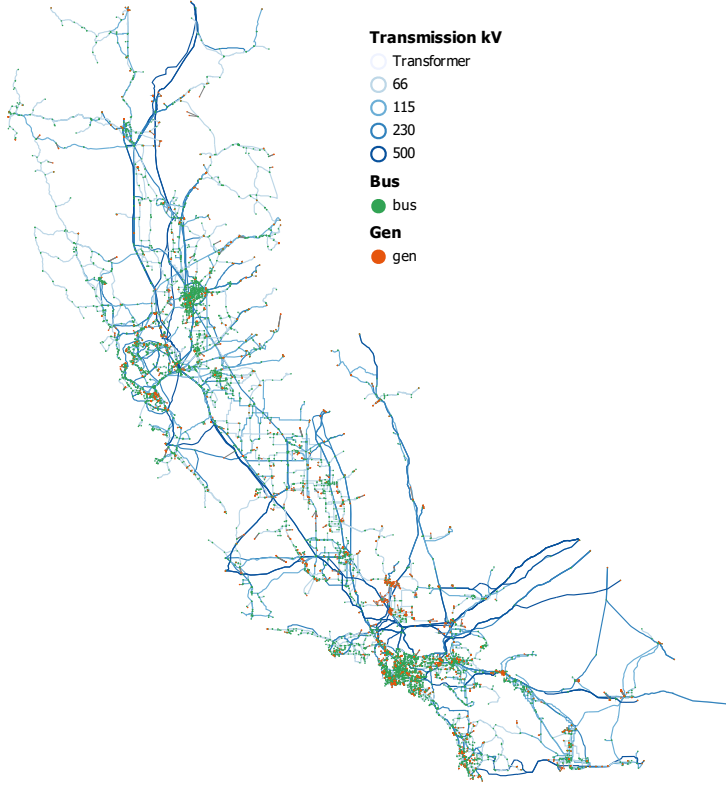 Transmission kV
Transformer
66
115
230
500
Bus
bus
Gen
gen